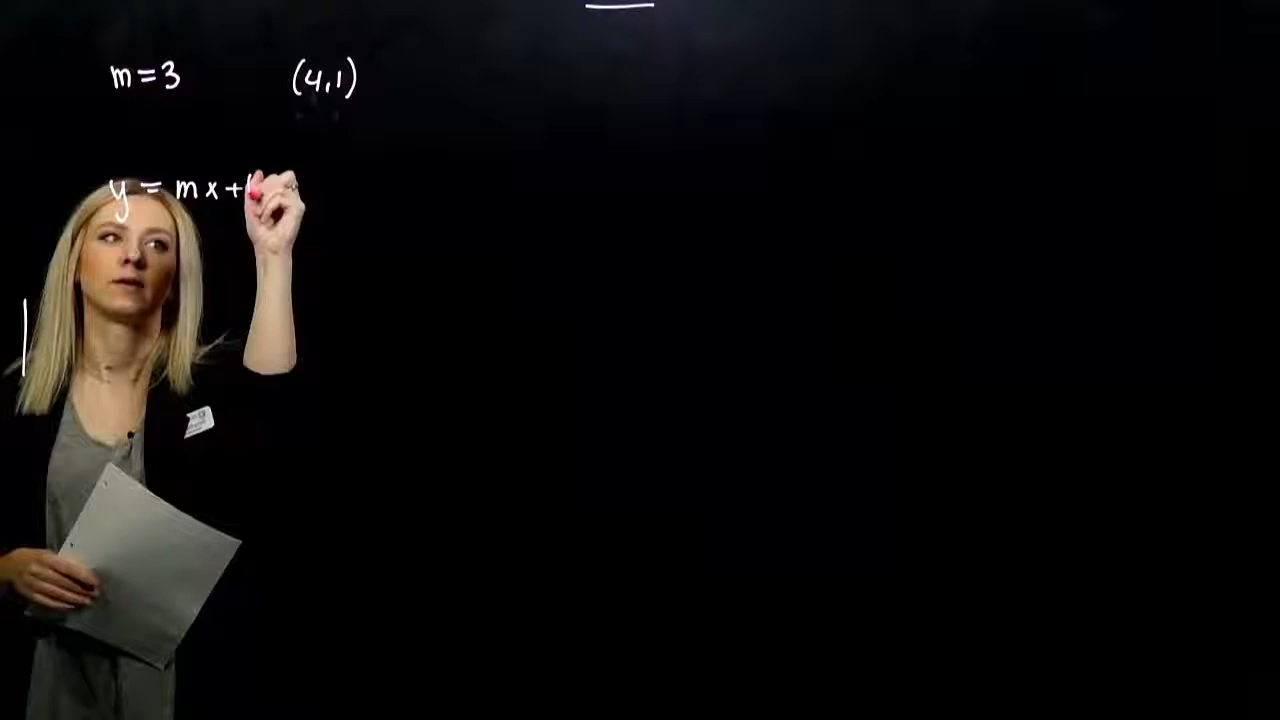 m=3 (4,1)
y = mx+